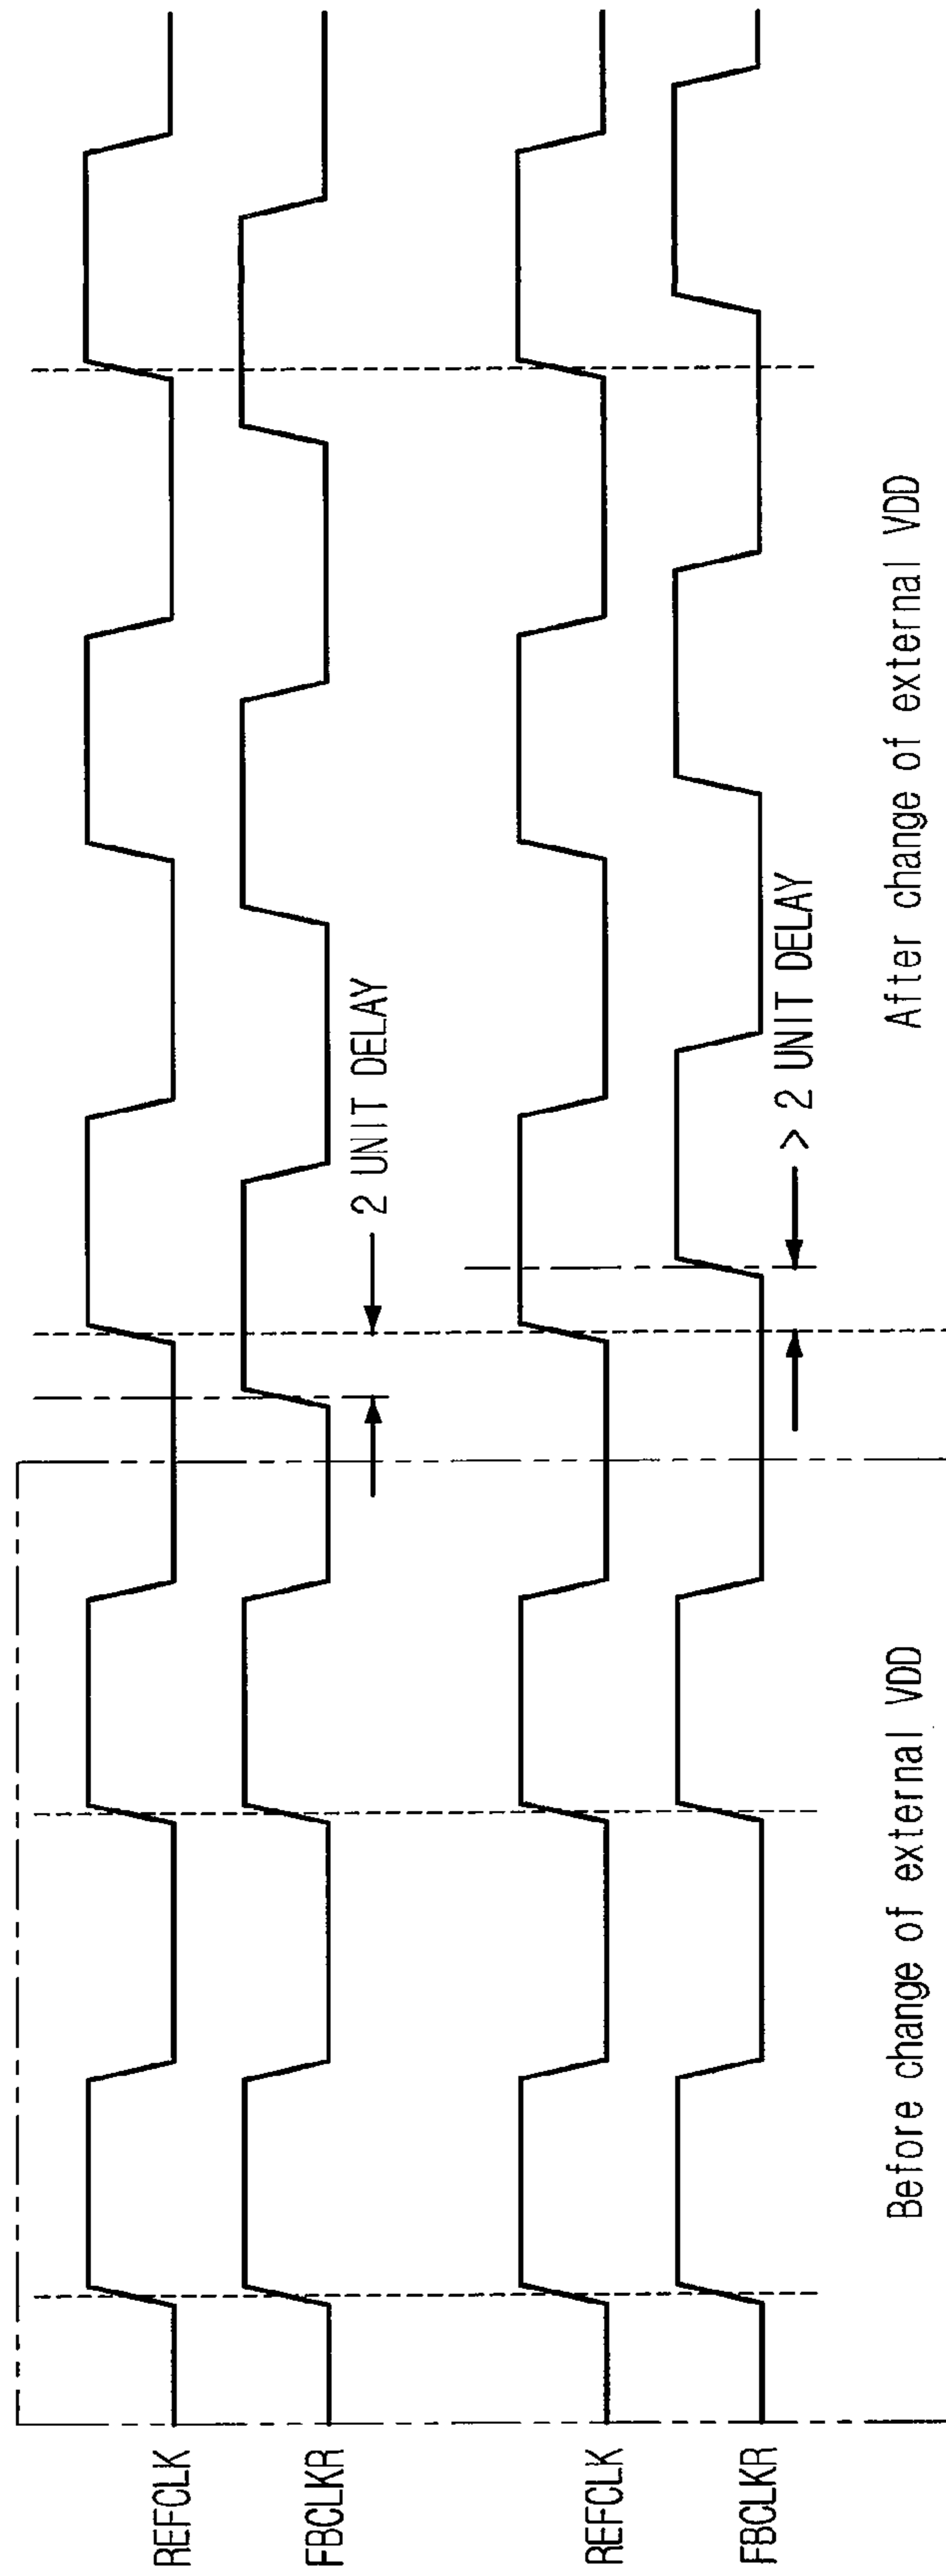 REFCLK
FBCLKR
2 UNIT DELAY
REFCLK
FBCLKR
> 2 UNIT DELAY
Before change of external VDD
After change of external VDD